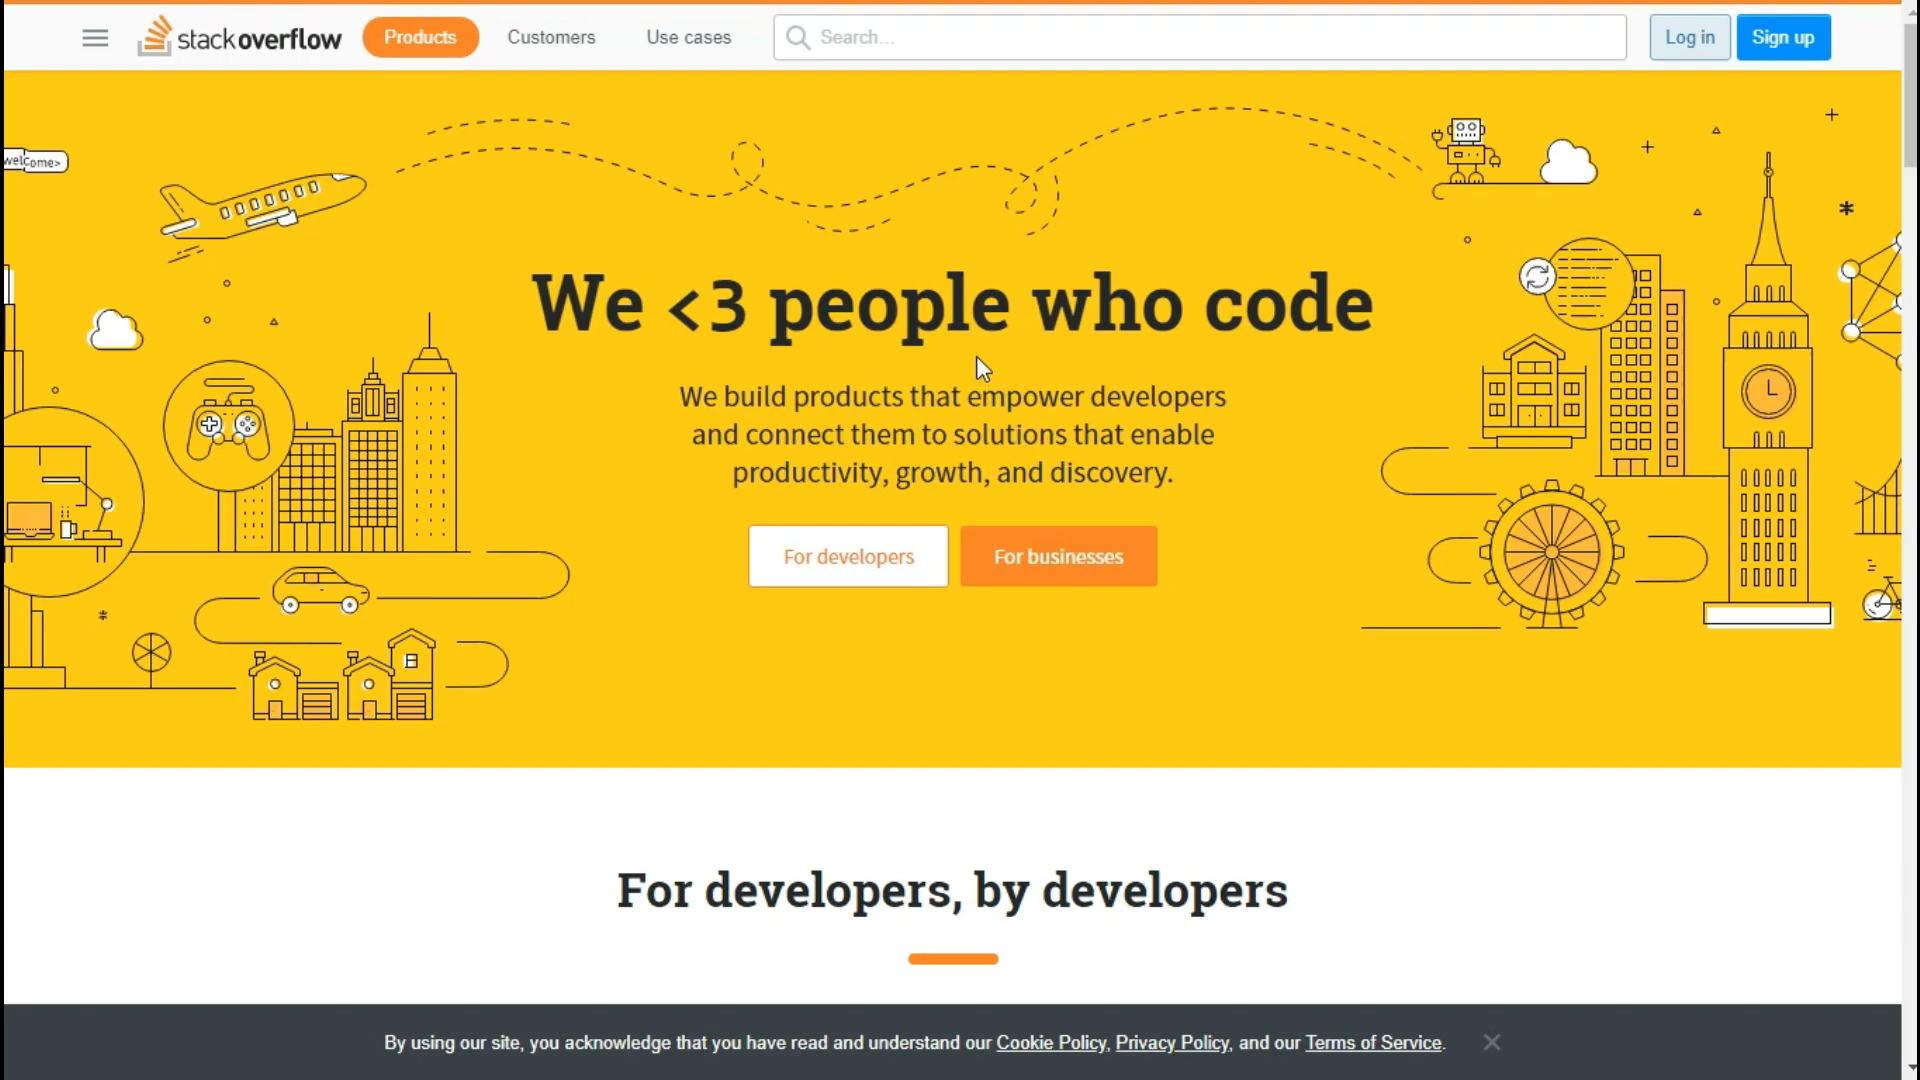 stackoverflow Products Customers Use cases Search... Log in Sign up
welcome>
We <3 people who code
We build products that empower developers
and connect them to solutions that enable
productivity, growth, and discovery.
For developers For businesses
For developers, by developers
By using our site, you acknowledge that you have read and understand our Cookie Policy, Privacy Policy, and our Terms of Service.